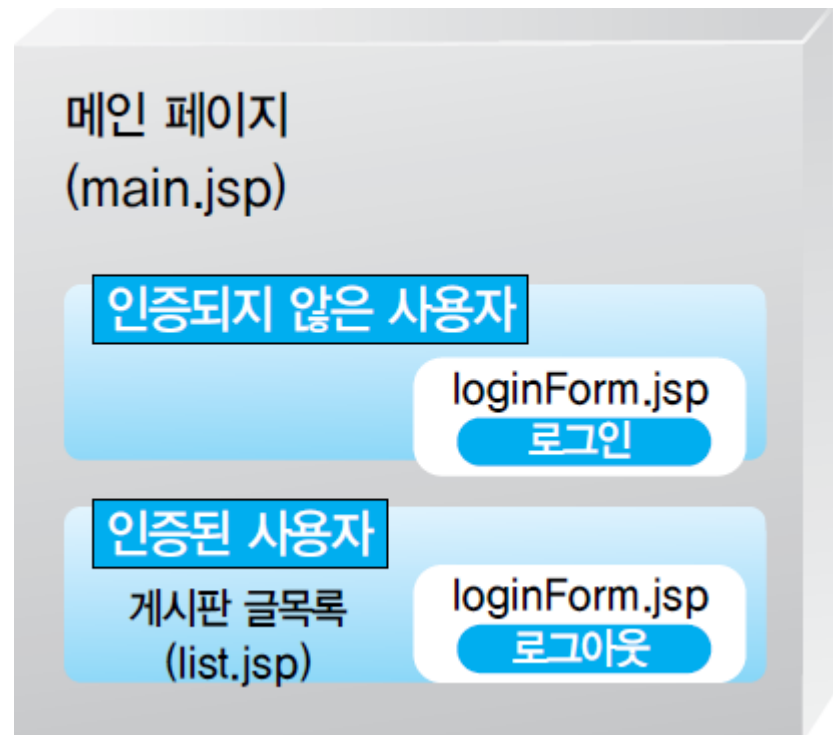 메인 페이지
(main.jsp)
인증되지 않은 사용자
loginForm.jsp
로그인
인증된 사용자
게시판 글목록
(list.jsp)
loginForm.jsp
로그아웃